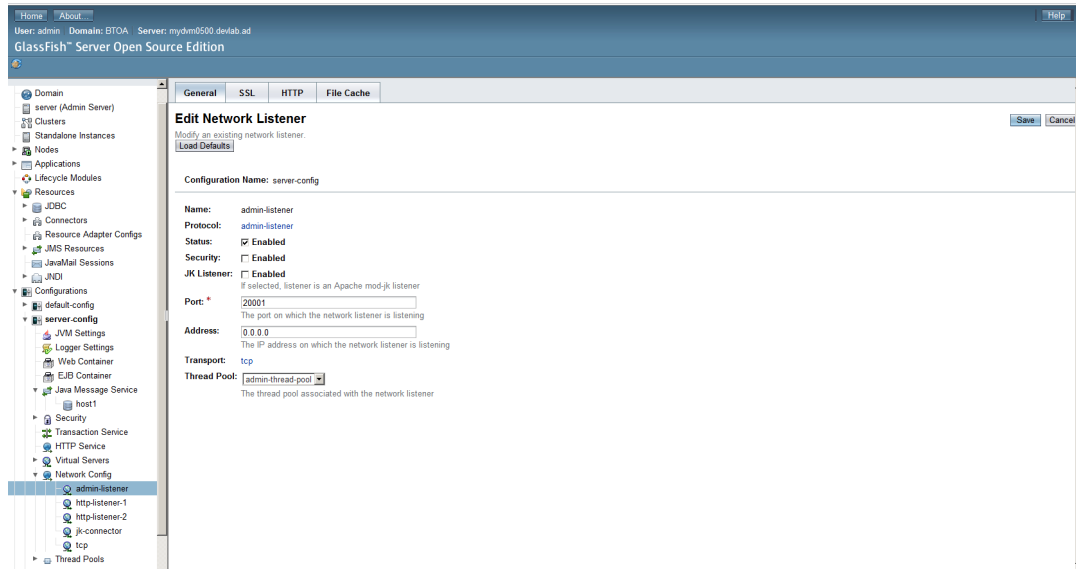 Home About... Help
User: admin Domain: BTOA Server: mydvm0500.devlab.ad
GlassFish™ Server Open Source Edition
Domain
server (Admin Server)
Clusters
Standalone Instances
Nodes
Applications
Lifecycle Modules
Resources
JDBC
Connectors
Resource Adapter Configs
JMS Resources
JavaMail Sessions
JNDI
Configurations
default-config
server-config
JVM Settings
Logger Settings
Web Container
EJB Container
Java Message Service
host1
Security
Transaction Service
HTTP Service
Virtual Servers
Network Config
admin-listener
http-listener-1
http-listener-2
jk-connector
tcp
Thread Pools
General SSL HTTP File Cache
Edit Network Listener
Save Cancel
Modify an existing network listener.
Load Defaults
Configuration Name: server-config
Name: admin-listener
Protocol: admin-listener
Status: Enabled
Security: Enabled
JK Listener: Enabled
If selected, listener is an Apache mod-jk listener
Port: * 20001
The port on which the network listener is listening
Address: 0.0.0.0
The IP address on which the network listener is listening
Transport: tcp
Thread Pool: admin-thread-pool
The thread pool associated with the network listener